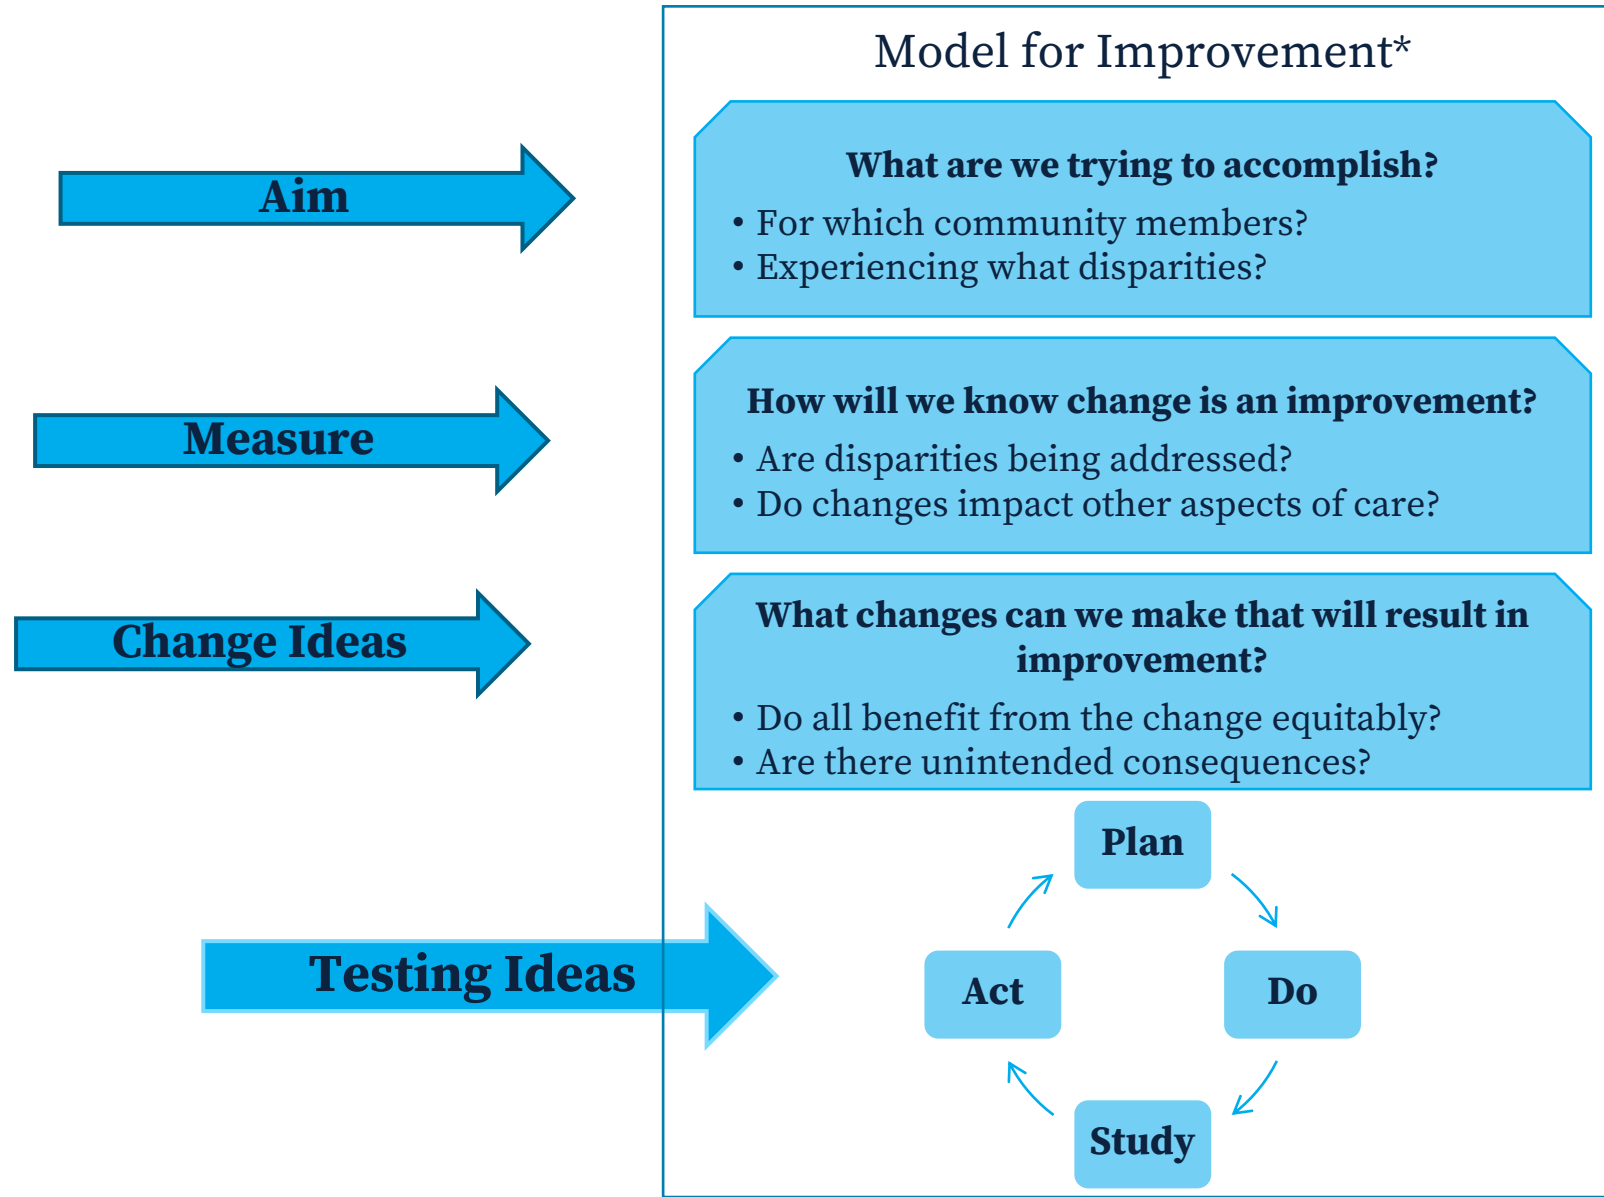 Model for Improvement*
Aim
What are we trying to accomplish?
• For which community members?
• Experiencing what disparities?
Measure
How will we know change is an improvement?
• Are disparities being addressed?
• Do changes impact other aspects of care?
Change Ideas
What changes can we make that will result in
improvement?
• Do all benefit from the change equitably?
• Are there unintended consequences?
Testing Ideas
Plan
Do
Study
Act